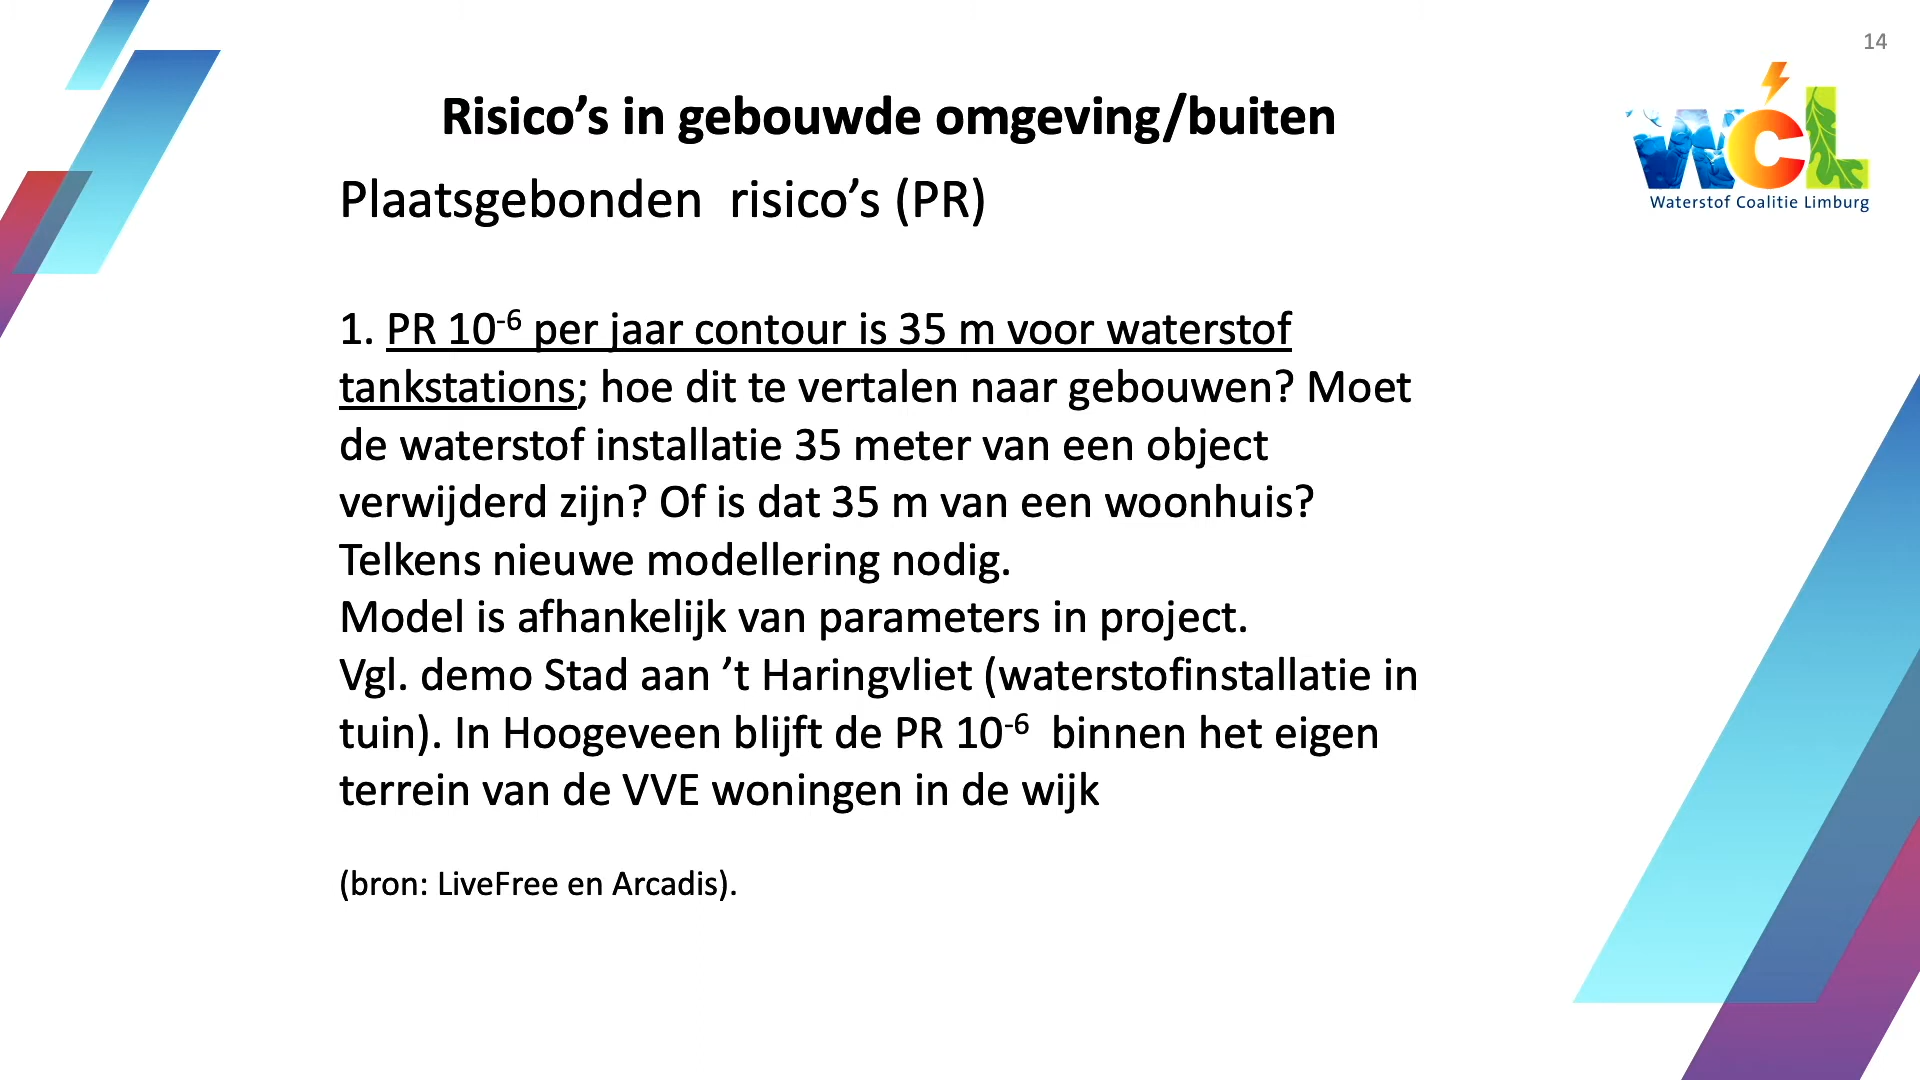 14
WCL
Waterstof Coalitie Limburg
Risico’s in gebouwde omgeving/buiten
Plaatsgebonden risico’s (PR)
1. PR 10⁻⁶ per jaar contour is 35 m voor waterstof
tankstations; hoe dit te vertalen naar gebouwen? Moet
de waterstof installatie 35 meter van een object
verwijderd zijn? Of is dat 35 m van een woonhuis?
Telkens nieuwe modellering nodig.
Model is afhankelijk van parameters in project.
Vgl. demo Stad aan ’t Haringvliet (waterstofinstallatie in
tuin). In Hoogeveen blijft de PR 10⁻⁶ binnen het eigen
terrein van de VVE woningen in de wijk
(bron: LiveFree en Arcadis).